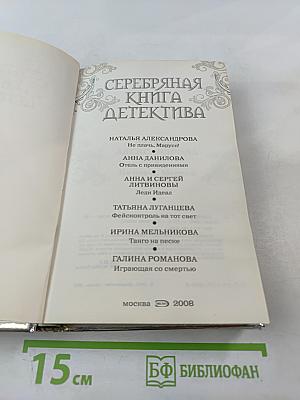 СЕРЕБРЯНАЯ
КНИГА
ДЕТЕКТИВА
НАТАЛЬЯ АЛЕКСАНДРОВА
Не плачь, Маруся!
АННА ДАНИЛОВА
Отель с привидениями
АННА И СЕРГЕЙ
ЛИТВИНОВЫ
Леди Идеал
ТАТЬЯНА ЛУГАНЦЕВА
Фейсконтроль на тот свет
ИРИНА МЕЛЬНИКОВА
Танго на песке
ГАЛИНА РОМАНОВА
Играющая со смертью
МОСКВА ЭКСМО 2008
15 см
БФ БИБЛИОФАН